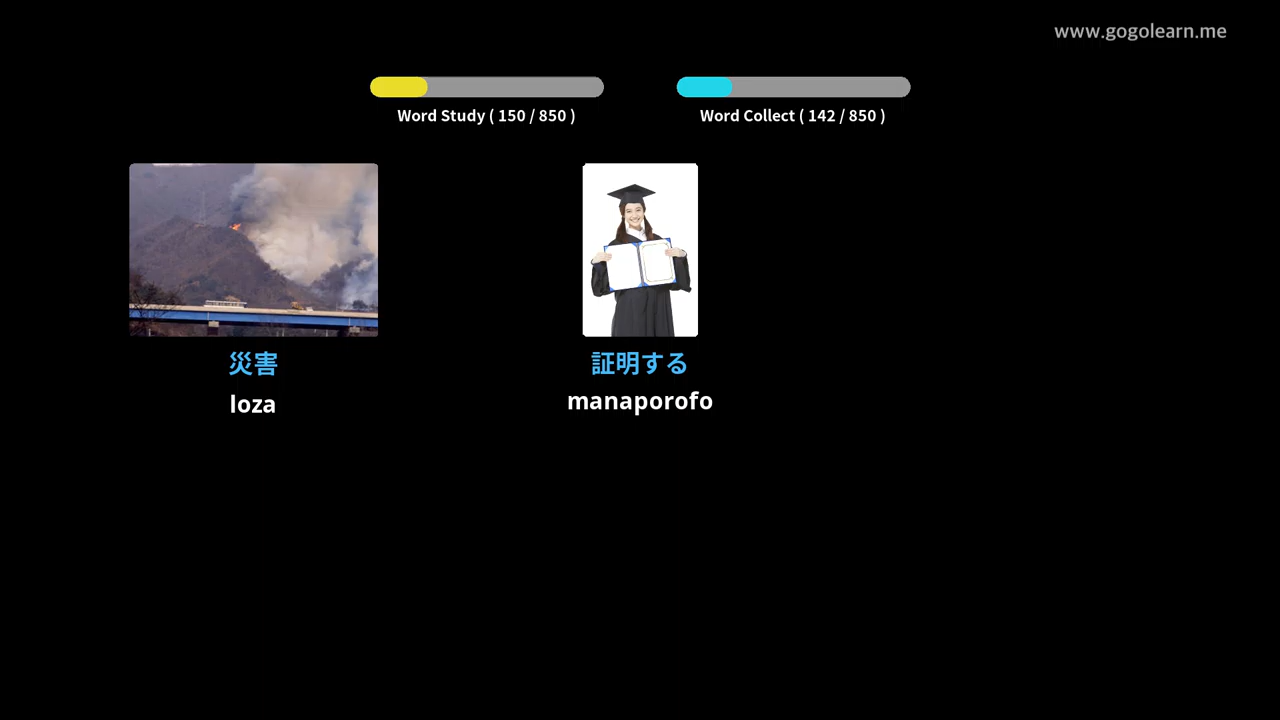 www.gogolearn.me
Word Study ( 150 / 850 )
Word Collect ( 142 / 850 )
災害
loza
証明する
manaporofo